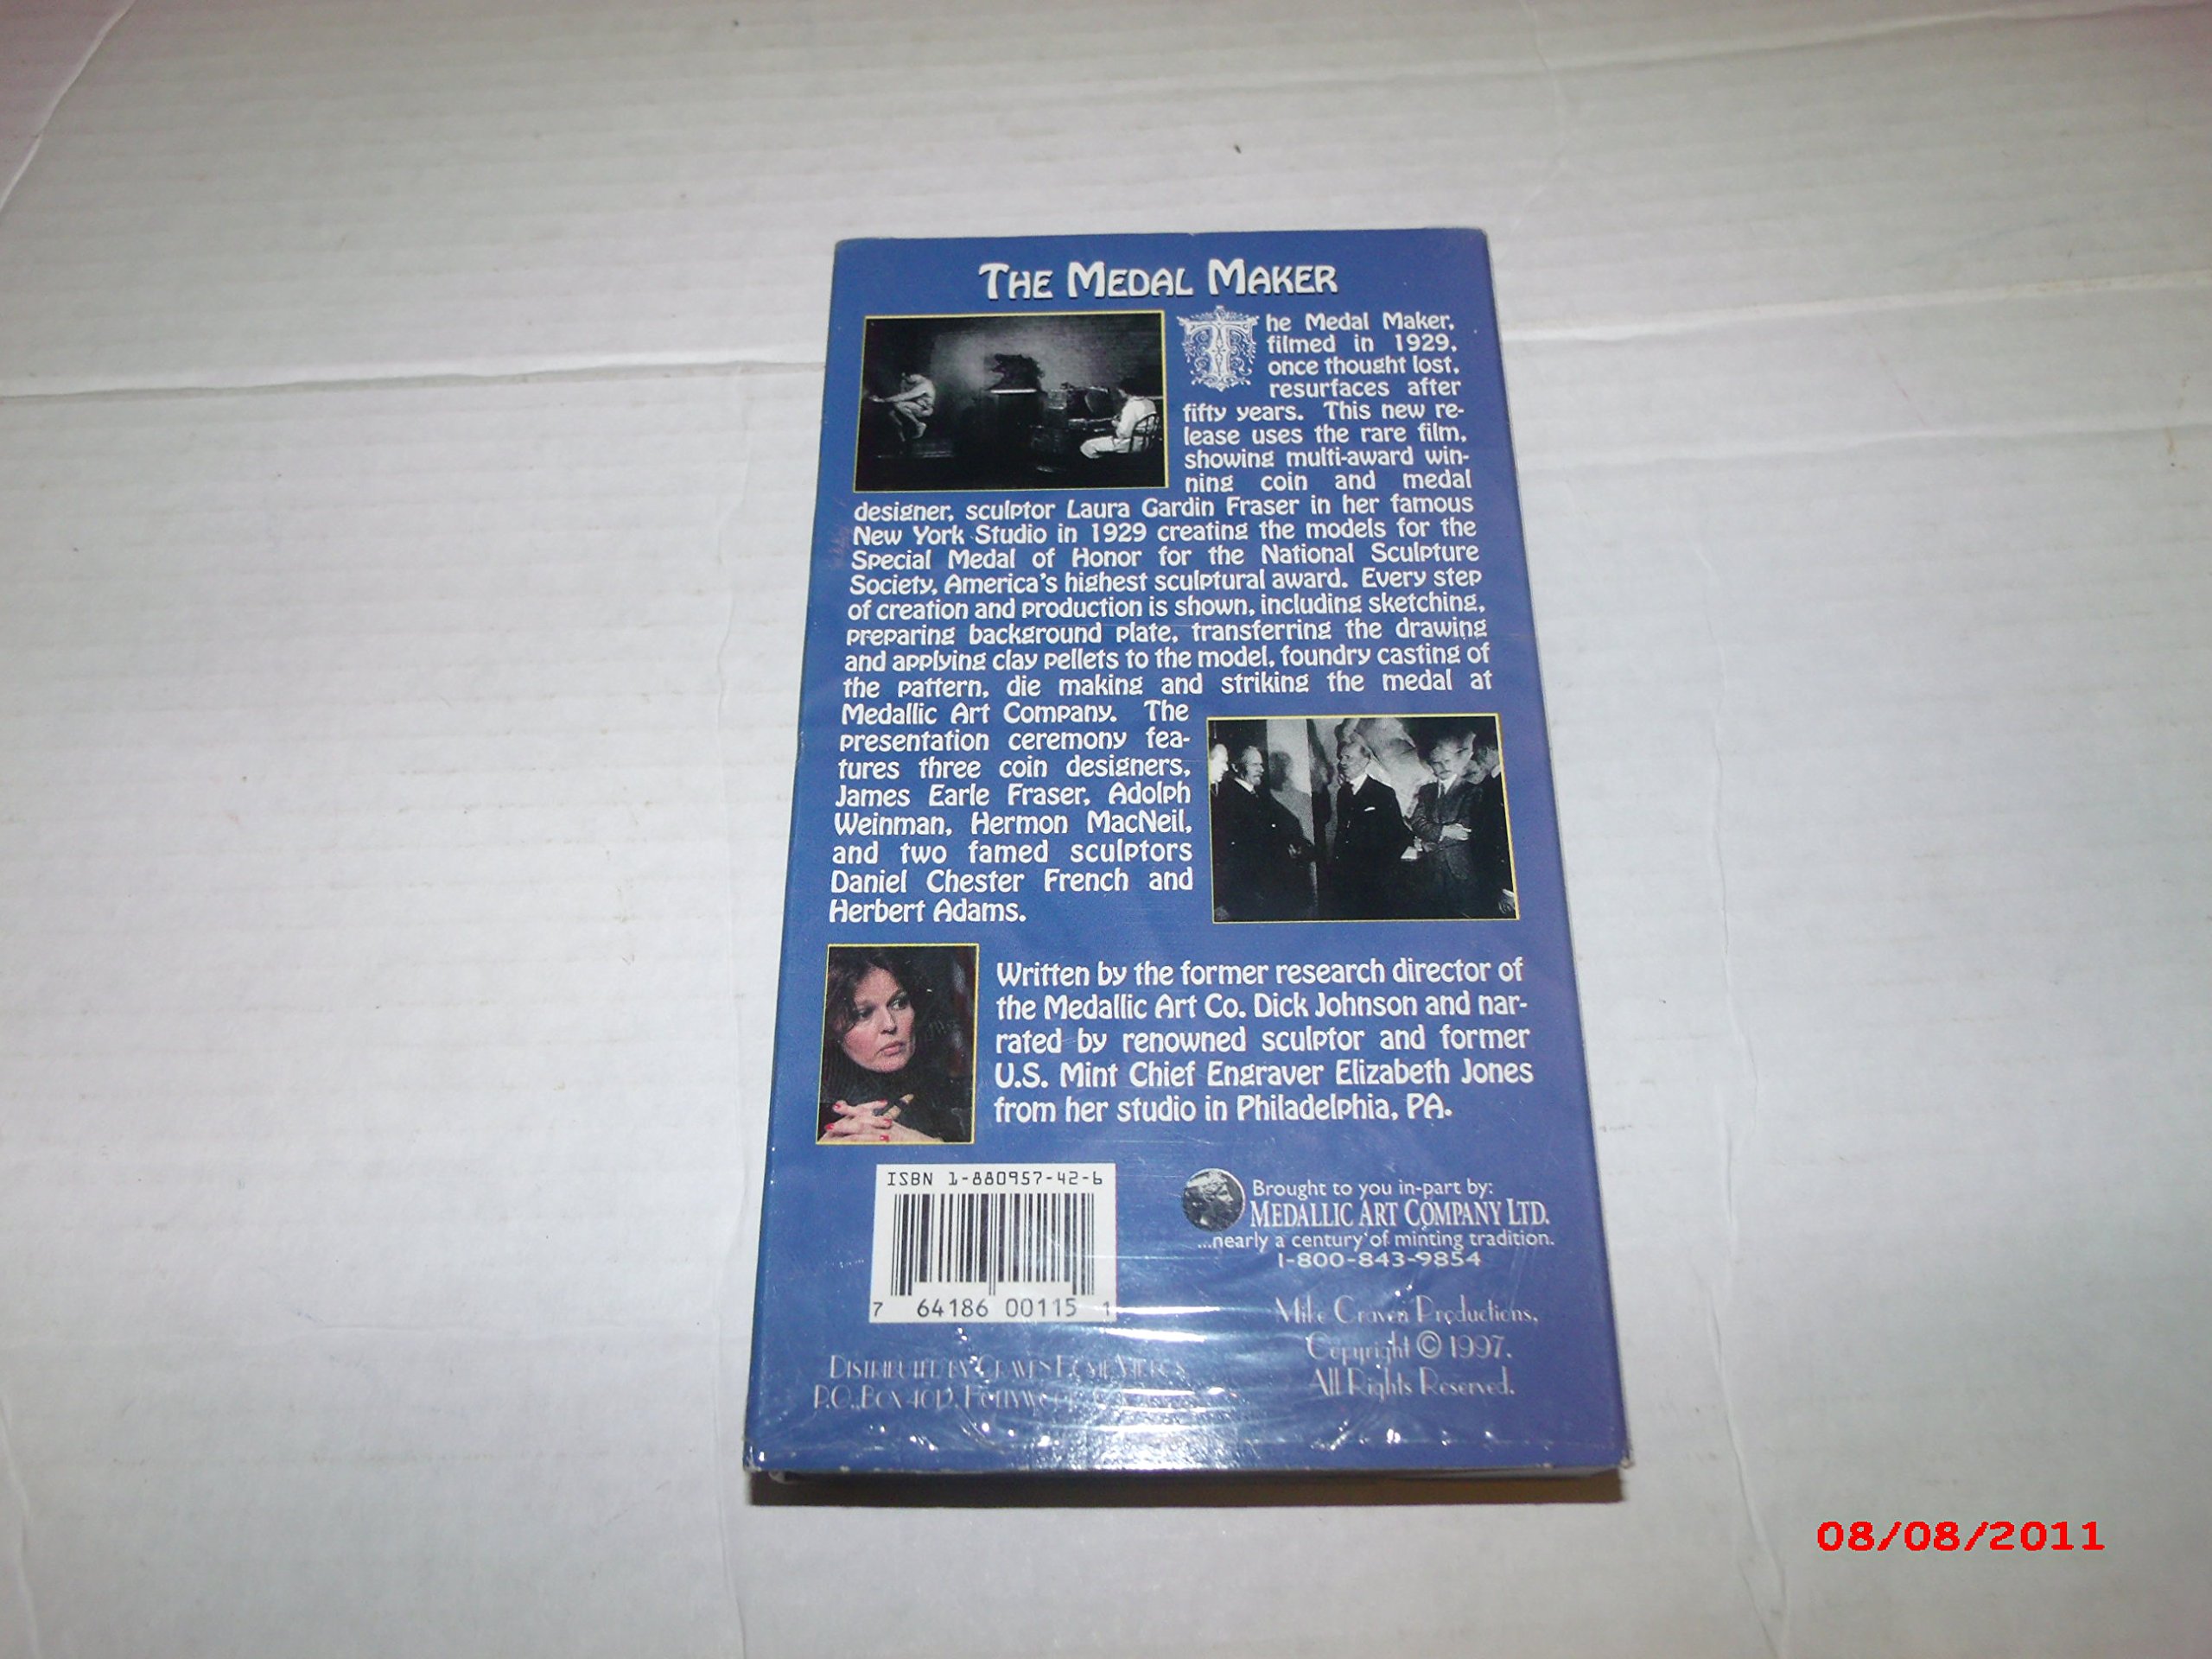 THE MEDAL MAKER
The Medal Maker,
filmed in 1929,
once thought lost,
resurfaces after
fifty years. This new re-
lease uses the rare film,
showing multi-award win-
ning coin and medal
designer, sculptor Laura Gardin Fraser in her famous
New York Studio in 1929 creating the models for the
Special Medal of Honor for the National Sculpture
Society, America's highest sculptural award. Every step
of creation and production is shown, including sketching,
preparing background plate, transferring the drawing
and applying clay pellets to the model, foundry casting of
the pattern, die making and striking the medal at
Medallic Art Company. The
presentation ceremony fea-
tures three coin designers,
James Earle Fraser, Adolph
Weinman, Hermon MacNeil,
and two famed sculptors
Daniel Chester French and
Herbert Adams.
Written by the former research director of
the Medallic Art Co. Dick Johnson and nar-
rated by renowned sculptor and former
U.S. Mint Chief Engraver Elizabeth Jones
from her studio in Philadelphia, PA.
ISBN 1-880957-42-6
7 64186 00115 1
Brought to you in-part by:
MEDALLIC ART COMPANY LTD.
...nearly a century of minting tradition.
1-800-843-9854
Mike Craven Productions,
Copyright © 1997.
All Rights Reserved.
DISTRIBUTED BY CRAVEN HOME VIDEOS
P.O. BOX 4012, HOLLYWOOD
08/08/2011